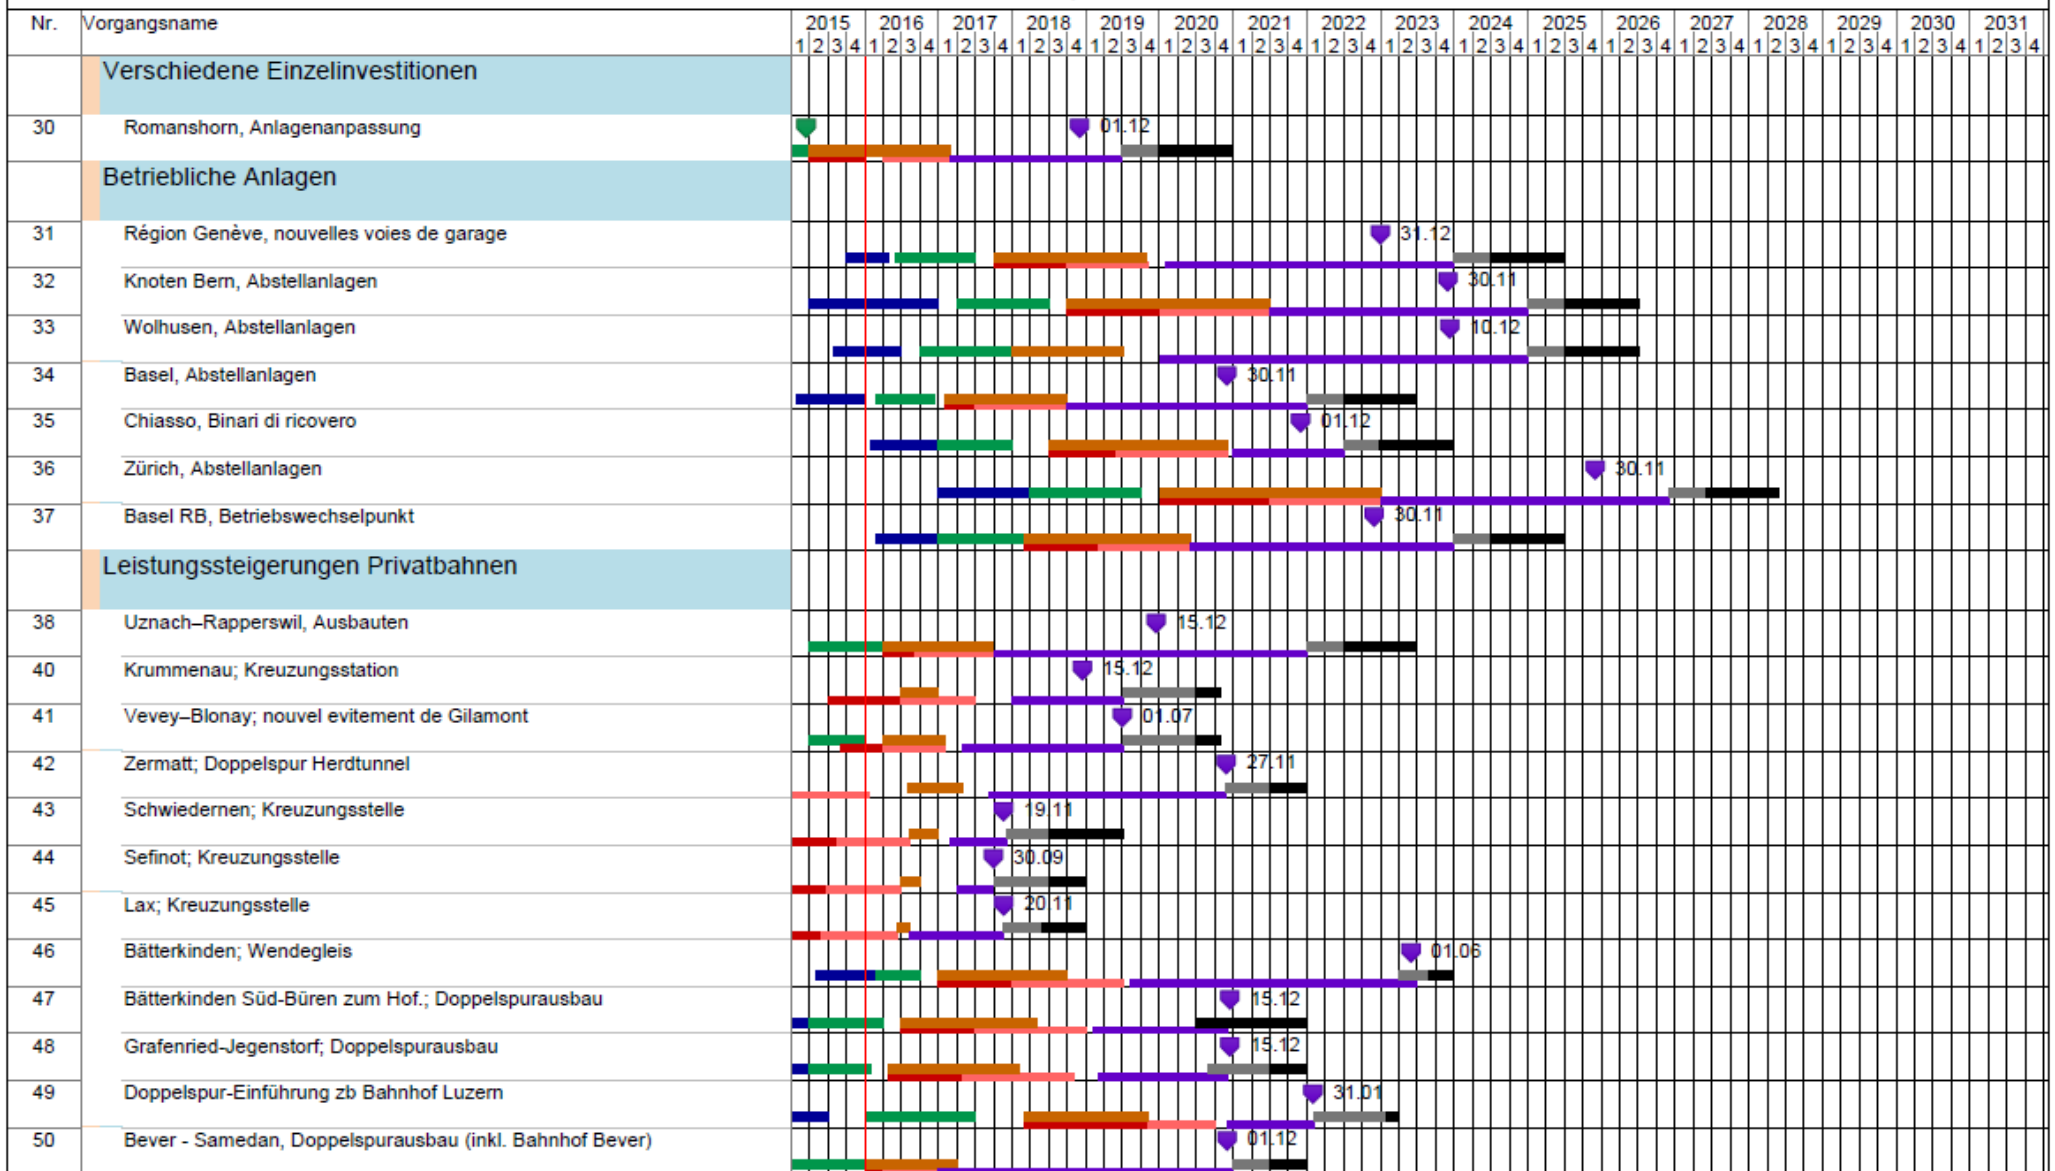 Nr. Vorgangsname 2015 2016 2017 2018 2019 2020 2021 2022 2023 2024 2025 2026 2027 2028 2029 2030 2031
1 2 3 4 1 2 3 4 1 2 3 4 1 2 3 4 1 2 3 4 1 2 3 4 1 2 3 4 1 2 3 4 1 2 3 4 1 2 3 4 1 2 3 4 1 2 3 4 1 2 3 4 1 2 3 4 1 2 3 4 1 2 3 4 1 2 3 4
Verschiedene Einzelinvestitionen
30 Romanshorn, Anlagenanpassung 01.12
Betriebliche Anlagen
31 Région Genève, nouvelles voies de garage 31.12
32 Knoten Bern, Abstellanlagen 30.11
33 Wolhusen, Abstellanlagen 10.12
34 Basel, Abstellanlagen 30.11
35 Chiasso, Binari di ricovero 01.12
36 Zürich, Abstellanlagen 30.11
37 Basel RB, Betriebswechselpunkt 30.11
Leistungssteigerungen Privatbahnen
38 Uznach–Rapperswil, Ausbauten 15.12
40 Krummenau; Kreuzungsstation 15.12
41 Vevey–Blonay; nouvel evitement de Gilamont 01.07
42 Zermatt; Doppelspur Herdtunnel 27.11
43 Schwiedernen; Kreuzungsstelle 19.11
44 Sefinot; Kreuzungsstelle 30.09
45 Lax; Kreuzungsstelle 20.11
46 Bätterkinden; Wendegleis 01.06
47 Bätterkinden Süd-Büren zum Hof.; Doppelspurausbau 15.12
48 Grafenried-Jegenstorf; Doppelspurausbau 15.12
49 Doppelspur-Einführung zb Bahnhof Luzern 31.01
50 Bever - Samedan, Doppelspurausbau (inkl. Bahnhof Bever) 01.12